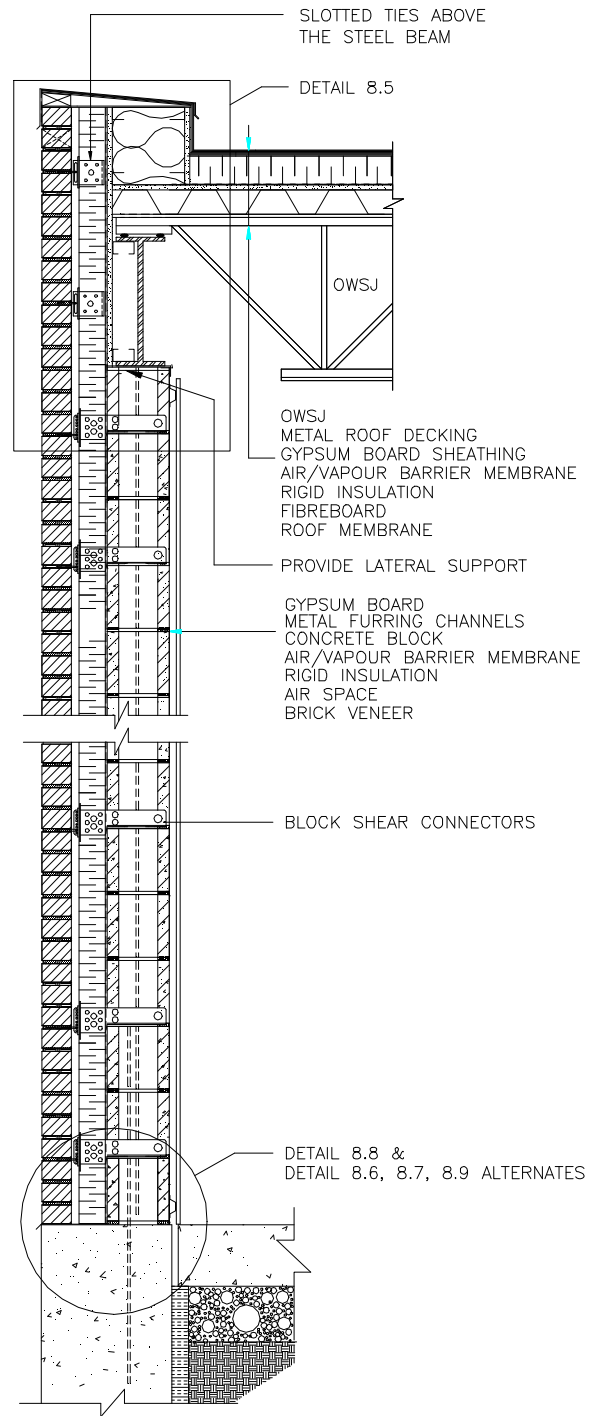 SLOTTED TIES ABOVE
THE STEEL BEAM
DETAIL 8.5
OWSJ
OWSJ
METAL ROOF DECKING
GYPSUM BOARD SHEATHING
AIR/VAPOUR BARRIER MEMBRANE
RIGID INSULATION
FIBREBOARD
ROOF MEMBRANE
PROVIDE LATERAL SUPPORT
GYPSUM BOARD
METAL FURRING CHANNELS
CONCRETE BLOCK
AIR/VAPOUR BARRIER MEMBRANE
RIGID INSULATION
AIR SPACE
BRICK VENEER
BLOCK SHEAR CONNECTORS
DETAIL 8.8 &
DETAIL 8.6, 8.7, 8.9 ALTERNATES